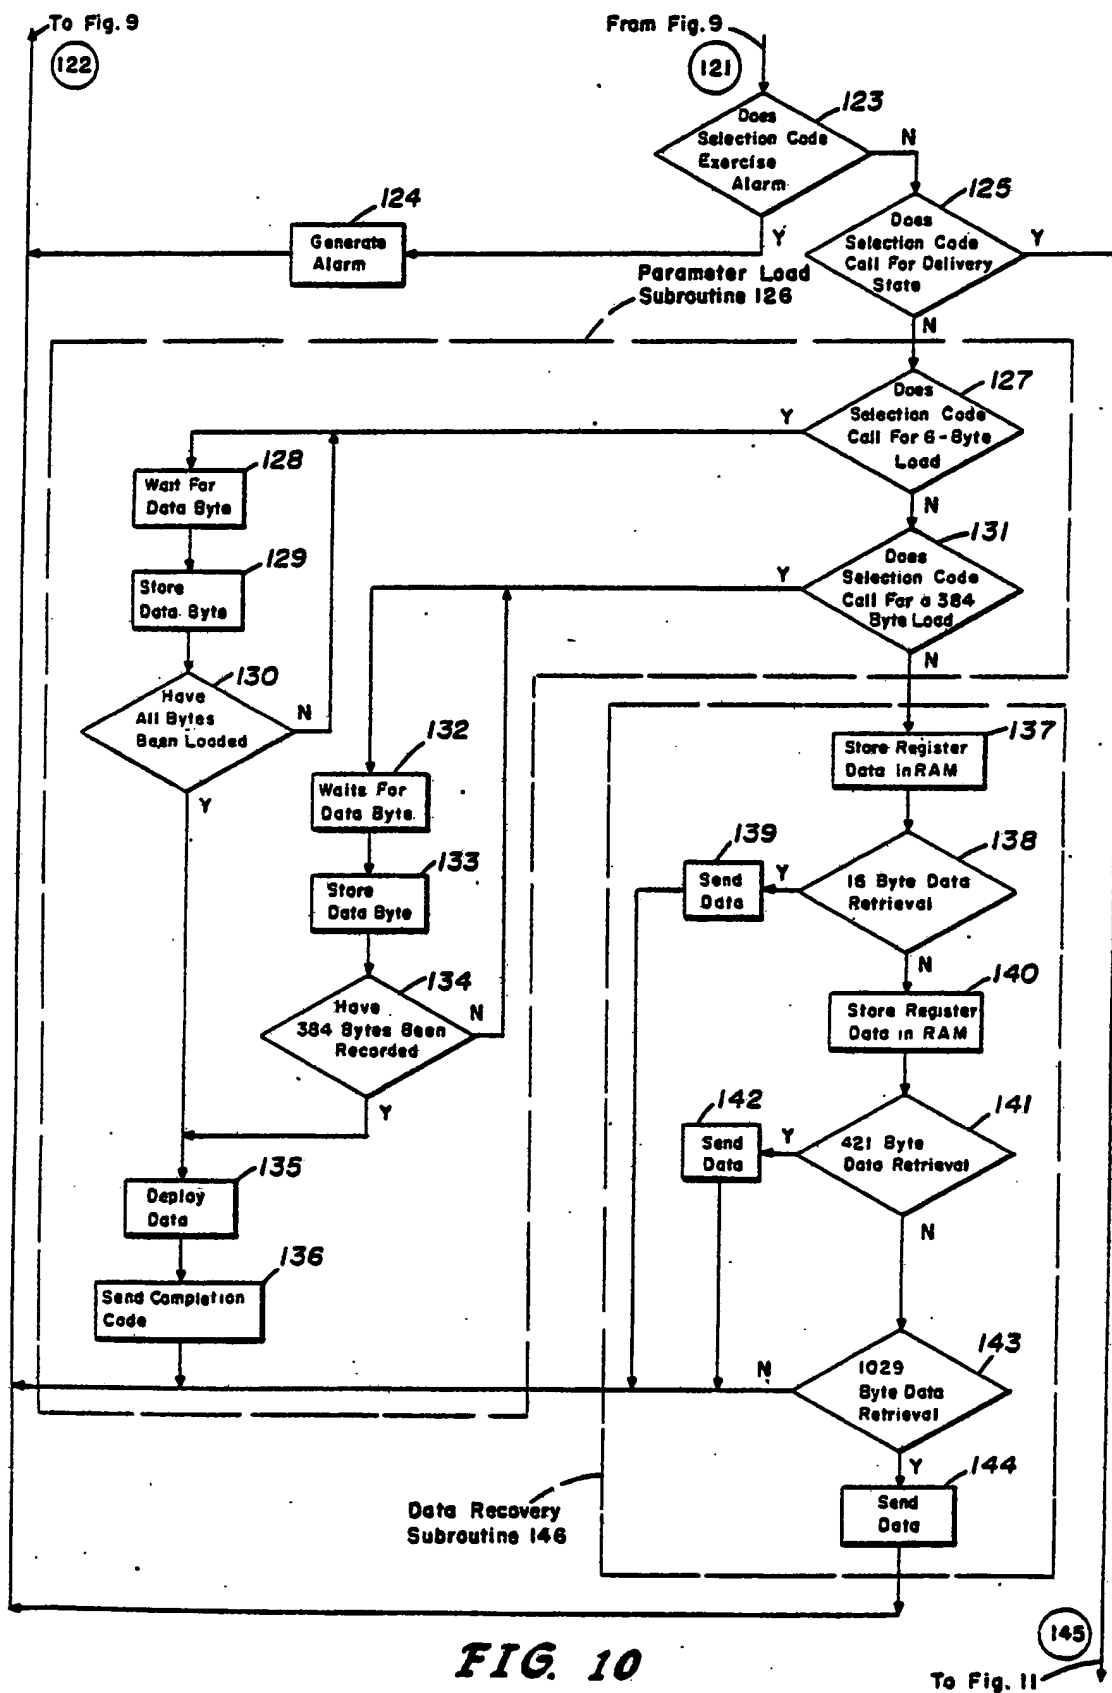 To Fig. 9
122
From Fig. 9
121
123
Does
Selection Code
Exercise
Alarm
N
Y
124
Generate
Alarm
125
Does
Selection Code
Call For Delivery
State
Y
N
Parameter Load
Subroutine 126
127
Does
Selection Code
Call For 6-Byte
Load
Y
N
128
Wait For
Data Byte
129
Store
Data Byte
130
Have
All Bytes
Been Loaded
N
Y
131
Does
Selection Code
Call For a 384
Byte Load
Y
N
132
Waits For
Data Byte
133
Store
Data Byte
134
Have
384 Bytes Been
Recorded
N
Y
135
Deploy
Data
136
Send Completion
Code
137
Store Register
Data in RAM
138
16 Byte Data
Retrieval
Y
N
139
Send
Data
140
Store Register
Data in RAM
141
421 Byte
Data Retrieval
Y
N
142
Send
Data
143
1029
Byte Data
Retrieval
N
Y
144
Send
Data
Data Recovery
Subroutine 146
145
To Fig. 11
FIG. 10